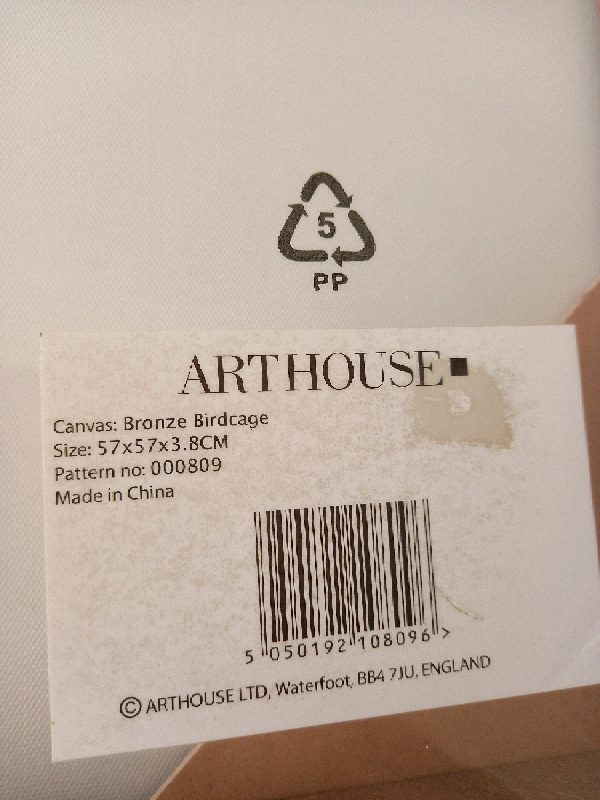 5
PP
ARTHOUSE
Canvas: Bronze Birdcage
Size: 57x57x3.8CM
Pattern no: 000809
Made in China
5 050192 108096 >
© ARTHOUSE LTD, Waterfoot, BB4 7JU, ENGLAND